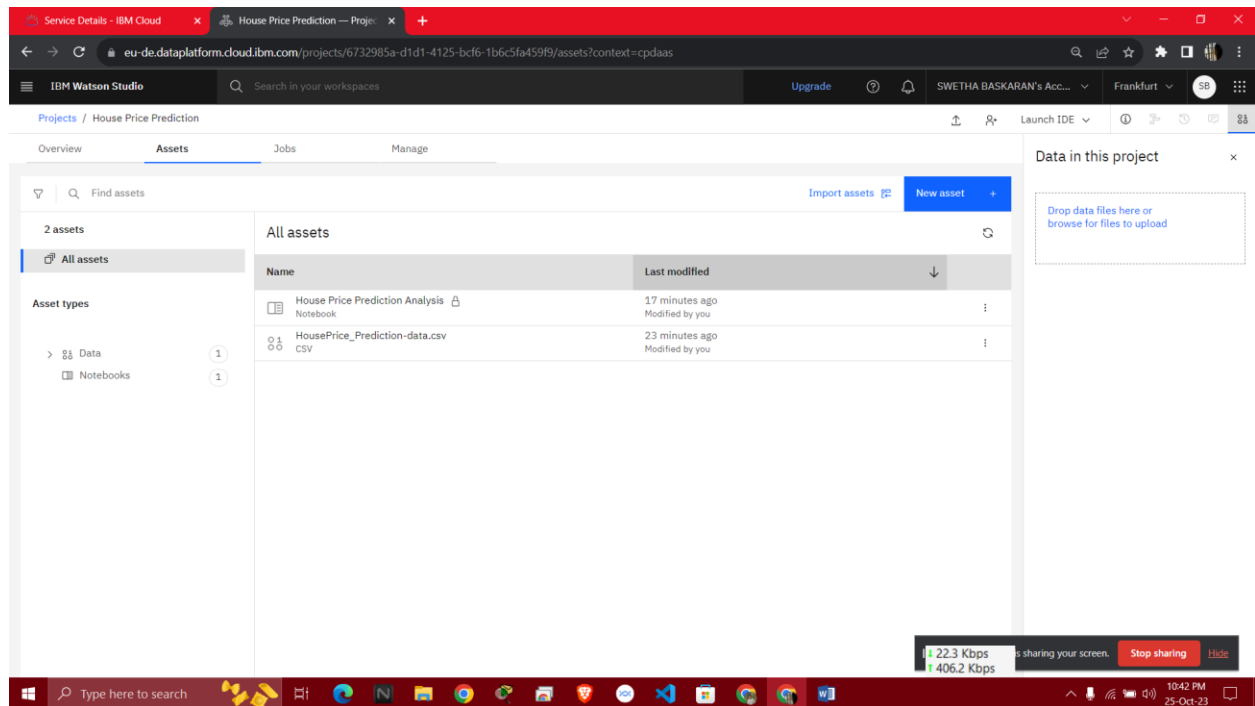 Service Details - IBM Cloud
House Price Prediction — Projec
eu-de.dataplatform.cloud.ibm.com/projects/6732985a-d1d1-4125-bcf6-1b6c5fa459f9/assets?context=cpdaas
IBM Watson Studio
Search in your workspaces
Upgrade
SWETHA BASKARAN's Acc...
Frankfurt
SB
Projects / House Price Prediction
Launch IDE
Overview
Assets
Jobs
Manage
Data in this project
Find assets
Import assets
New asset +
Drop data files here or
browse for files to upload
2 assets
All assets
All assets
Name
Last modified
Asset types
House Price Prediction Analysis
Notebook
17 minutes ago
Modified by you
HousePrice_Prediction-data.csv
CSV
23 minutes ago
Modified by you
Data
1
Notebooks
1
22.3 Kbps
406.2 Kbps
is sharing your screen.
Stop sharing
Hide
Type here to search
10:42 PM
25-Oct-23